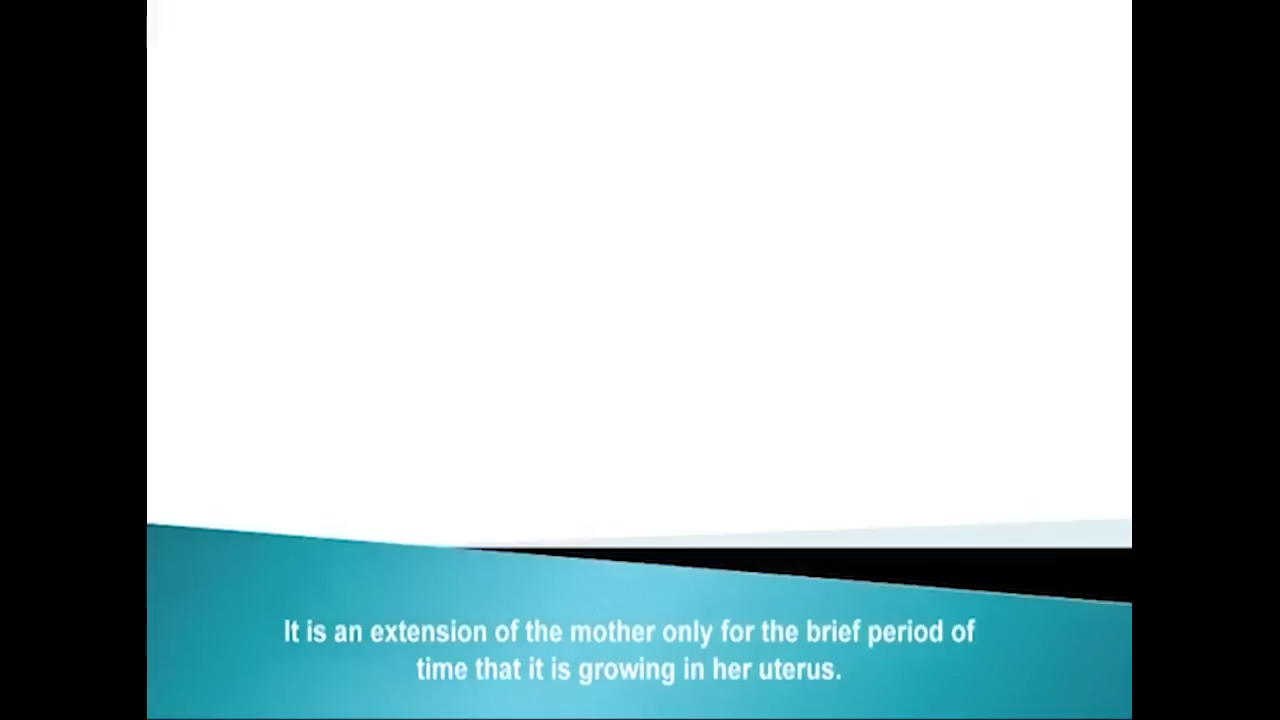 It is an extension of the mother only for the brief period of
time that it is growing in her uterus.